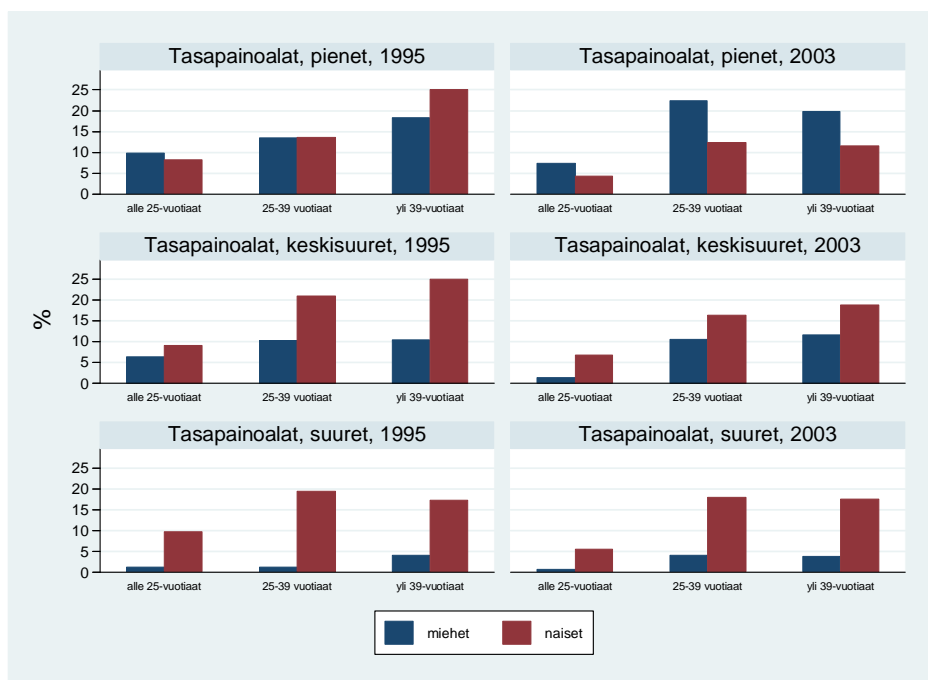 Tasapainoalat, pienet, 1995
25
20
15
10
5
0
alle 25-vuotiaat 25-39 vuotiaat yli 39-vuotiaat
Tasapainoalat, pienet, 2003
alle 25-vuotiaat 25-39 vuotiaat yli 39-vuotiaat
%
Tasapainoalat, keskisuuret, 1995
25
20
15
10
5
0
alle 25-vuotiaat 25-39 vuotiaat yli 39-vuotiaat
Tasapainoalat, keskisuuret, 2003
alle 25-vuotiaat 25-39 vuotiaat yli 39-vuotiaat
Tasapainoalat, suuret, 1995
25
20
15
10
5
0
alle 25-vuotiaat 25-39 vuotiaat yli 39-vuotiaat
Tasapainoalat, suuret, 2003
alle 25-vuotiaat 25-39 vuotiaat yli 39-vuotiaat
miehet naiset